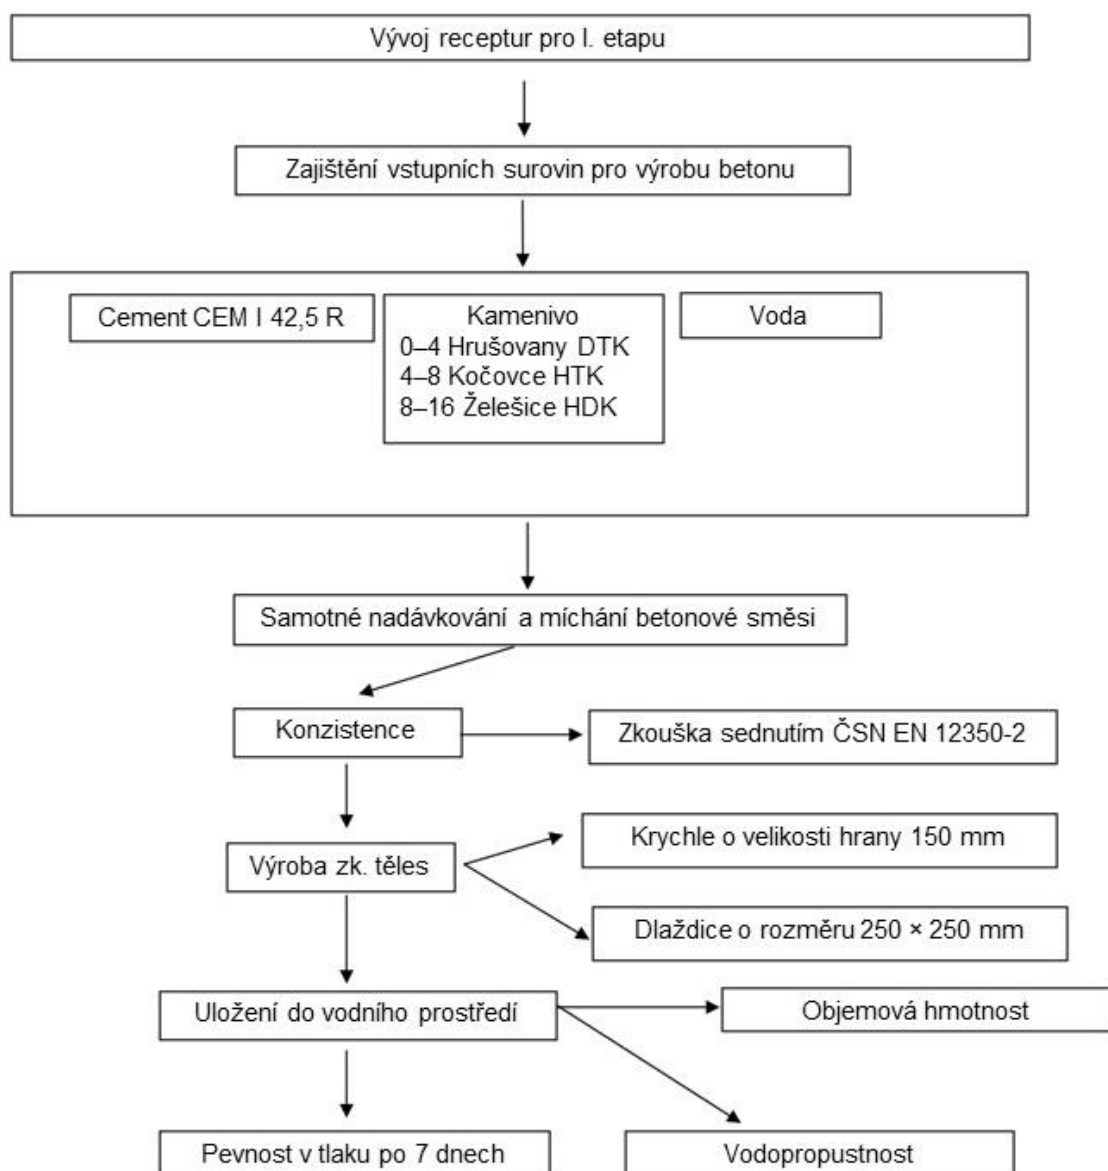 Vývoj receptur pro I. etapu
Zajištění vstupních surovin pro výrobu betonu
Cement CEM I 42,5 R
Kamenivo
0–4 Hrušovany DTK
4–8 Kočovce HTK
8–16 Želešice HDK
Voda
Samotné nadávkování a míchání betonové směsi
Konzistence
Zkouška sednutím ČSN EN 12350-2
Výroba zk. těles
Krychle o velikosti hrany 150 mm
Dlaždice o rozměru 250 × 250 mm
Uložení do vodního prostředí
Objemová hmotnost
Pevnost v tlaku po 7 dnech
Vodopropustnost